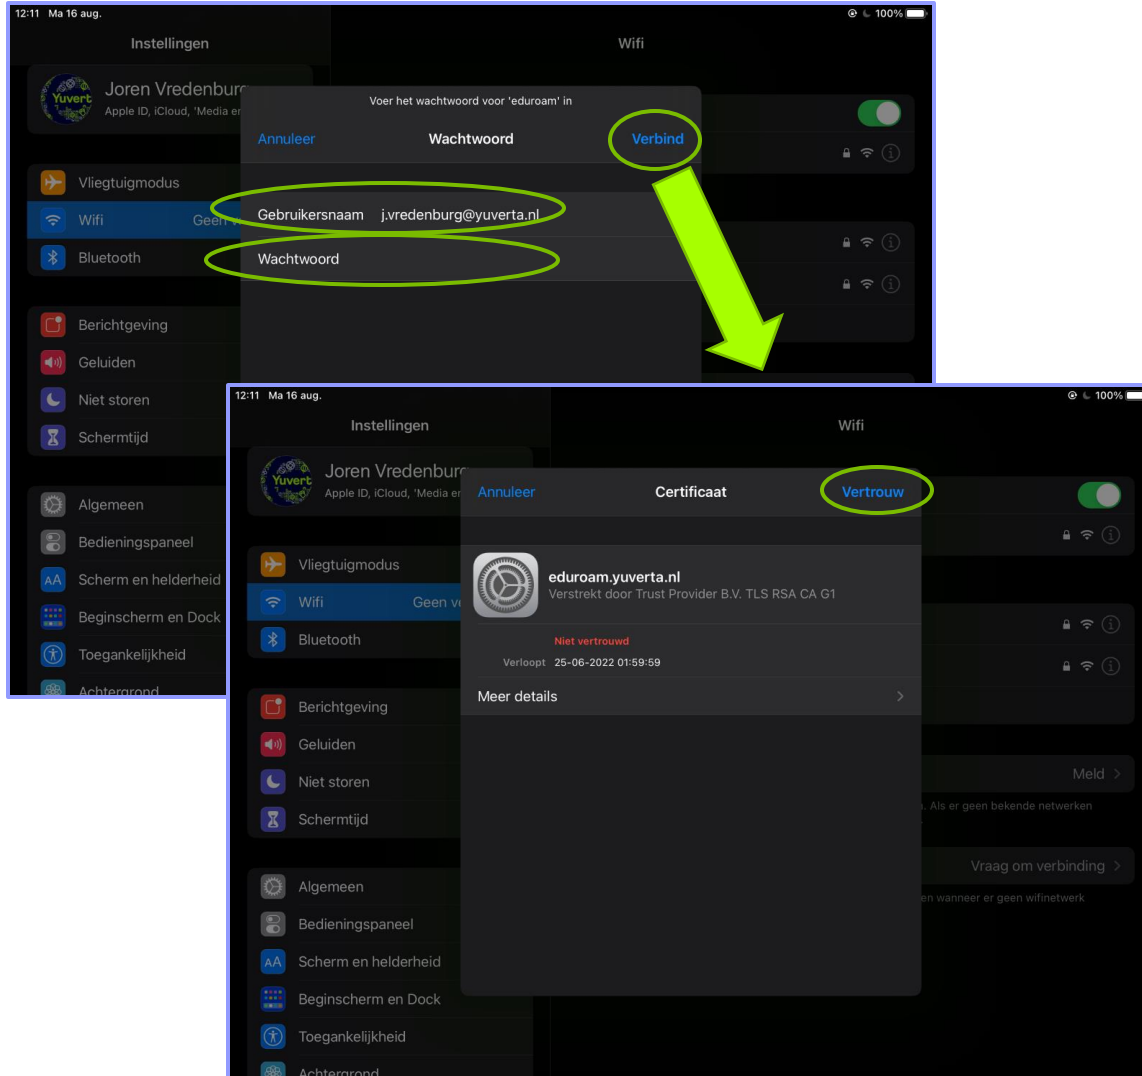 12:11 Ma 16 aug.
100%
Instellingen
Wifi
Yuvert
Joren Vredenburg
Apple ID, iCloud, 'Media en
Vliegtuigmodus
Wifi Geen v
Bluetooth
Berichtgeving
Geluiden
Niet storen
Schermtijd
Algemeen
Bedieningspaneel
AA Scherm en helderheid
Beginscherm en Dock
Toegankelijkheid
Achtergrond
Voer het wachtwoord voor 'eduroam' in
Annuleer Wachtwoord Verbind
Gebruikersnaam j.vredenburg@yuverta.nl
Wachtwoord
12:11 Ma 16 aug.
100%
Instellingen
Wifi
Yuvert
Joren Vredenburg
Apple ID, iCloud, 'Media er
Vliegtuigmodus
Wifi Geen ve
Bluetooth
Berichtgeving
Geluiden
Niet storen
Schermtijd
Algemeen
Bedieningspaneel
AA Scherm en helderheid
Beginscherm en Dock
Toegankelijkheid
Achtergrond
Annuleer Certificaat Vertrouw
eduroam.yuverta.nl
Verstrekt door Trust Provider B.V. TLS RSA CA G1
Niet vertrouwd
Verloopt 25-06-2022 01:59:59
Meer details
Meld
. Als er geen bekende netwerken
Vraag om verbinding
en wanneer er geen wifinetwerk